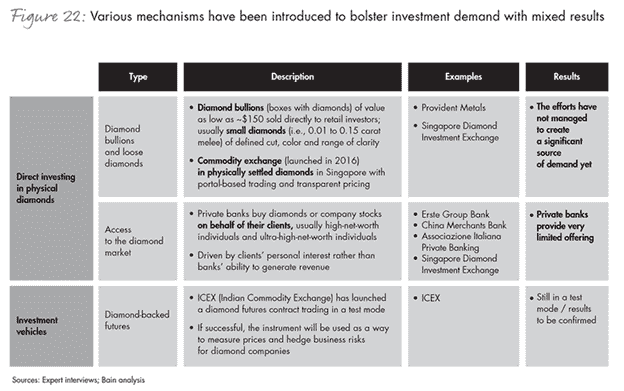 Figure 22: Various mechanisms have been introduced to bolster investment demand with mixed results
Type
Description
Examples
Results
Direct investing
in physical
diamonds
Diamond
bullions
and loose
diamonds
• Diamond bullions (boxes with diamonds) of value
as low as ~$150 sold directly to retail investors;
usually small diamonds (i.e., 0.01 to 0.15 carat
melee) of defined cut, color and range of clarity
• Commodity exchange (launched in 2016)
in physically settled diamonds in Singapore with
portal-based trading and transparent pricing
• Provident Metals
• Singapore Diamond
Investment Exchange
• The efforts have
not managed
to create
a significant
source
of demand yet
Access
to the diamond
market
• Private banks buy diamonds or company stocks
on behalf of their clients, usually high-net-worth
individuals and ultra-high-net-worth individuals
• Driven by clients' personal interest rather than
banks' ability to generate revenue
• Erste Group Bank
• China Merchants Bank
• Associazione Italiana
Private Banking
• Singapore Diamond
Investment Exchange
• Private banks
provide very
limited offering
Investment
vehicles
Diamond-backed
futures
• ICEX (Indian Commodity Exchange) has launched
a diamond futures contract trading in a test mode
• If successful, the instrument will be used as a way
to measure prices and hedge business risks
for diamond companies
• ICEX
• Still in a test
mode / results
to be confirmed
Sources: Expert interviews; Bain analysis